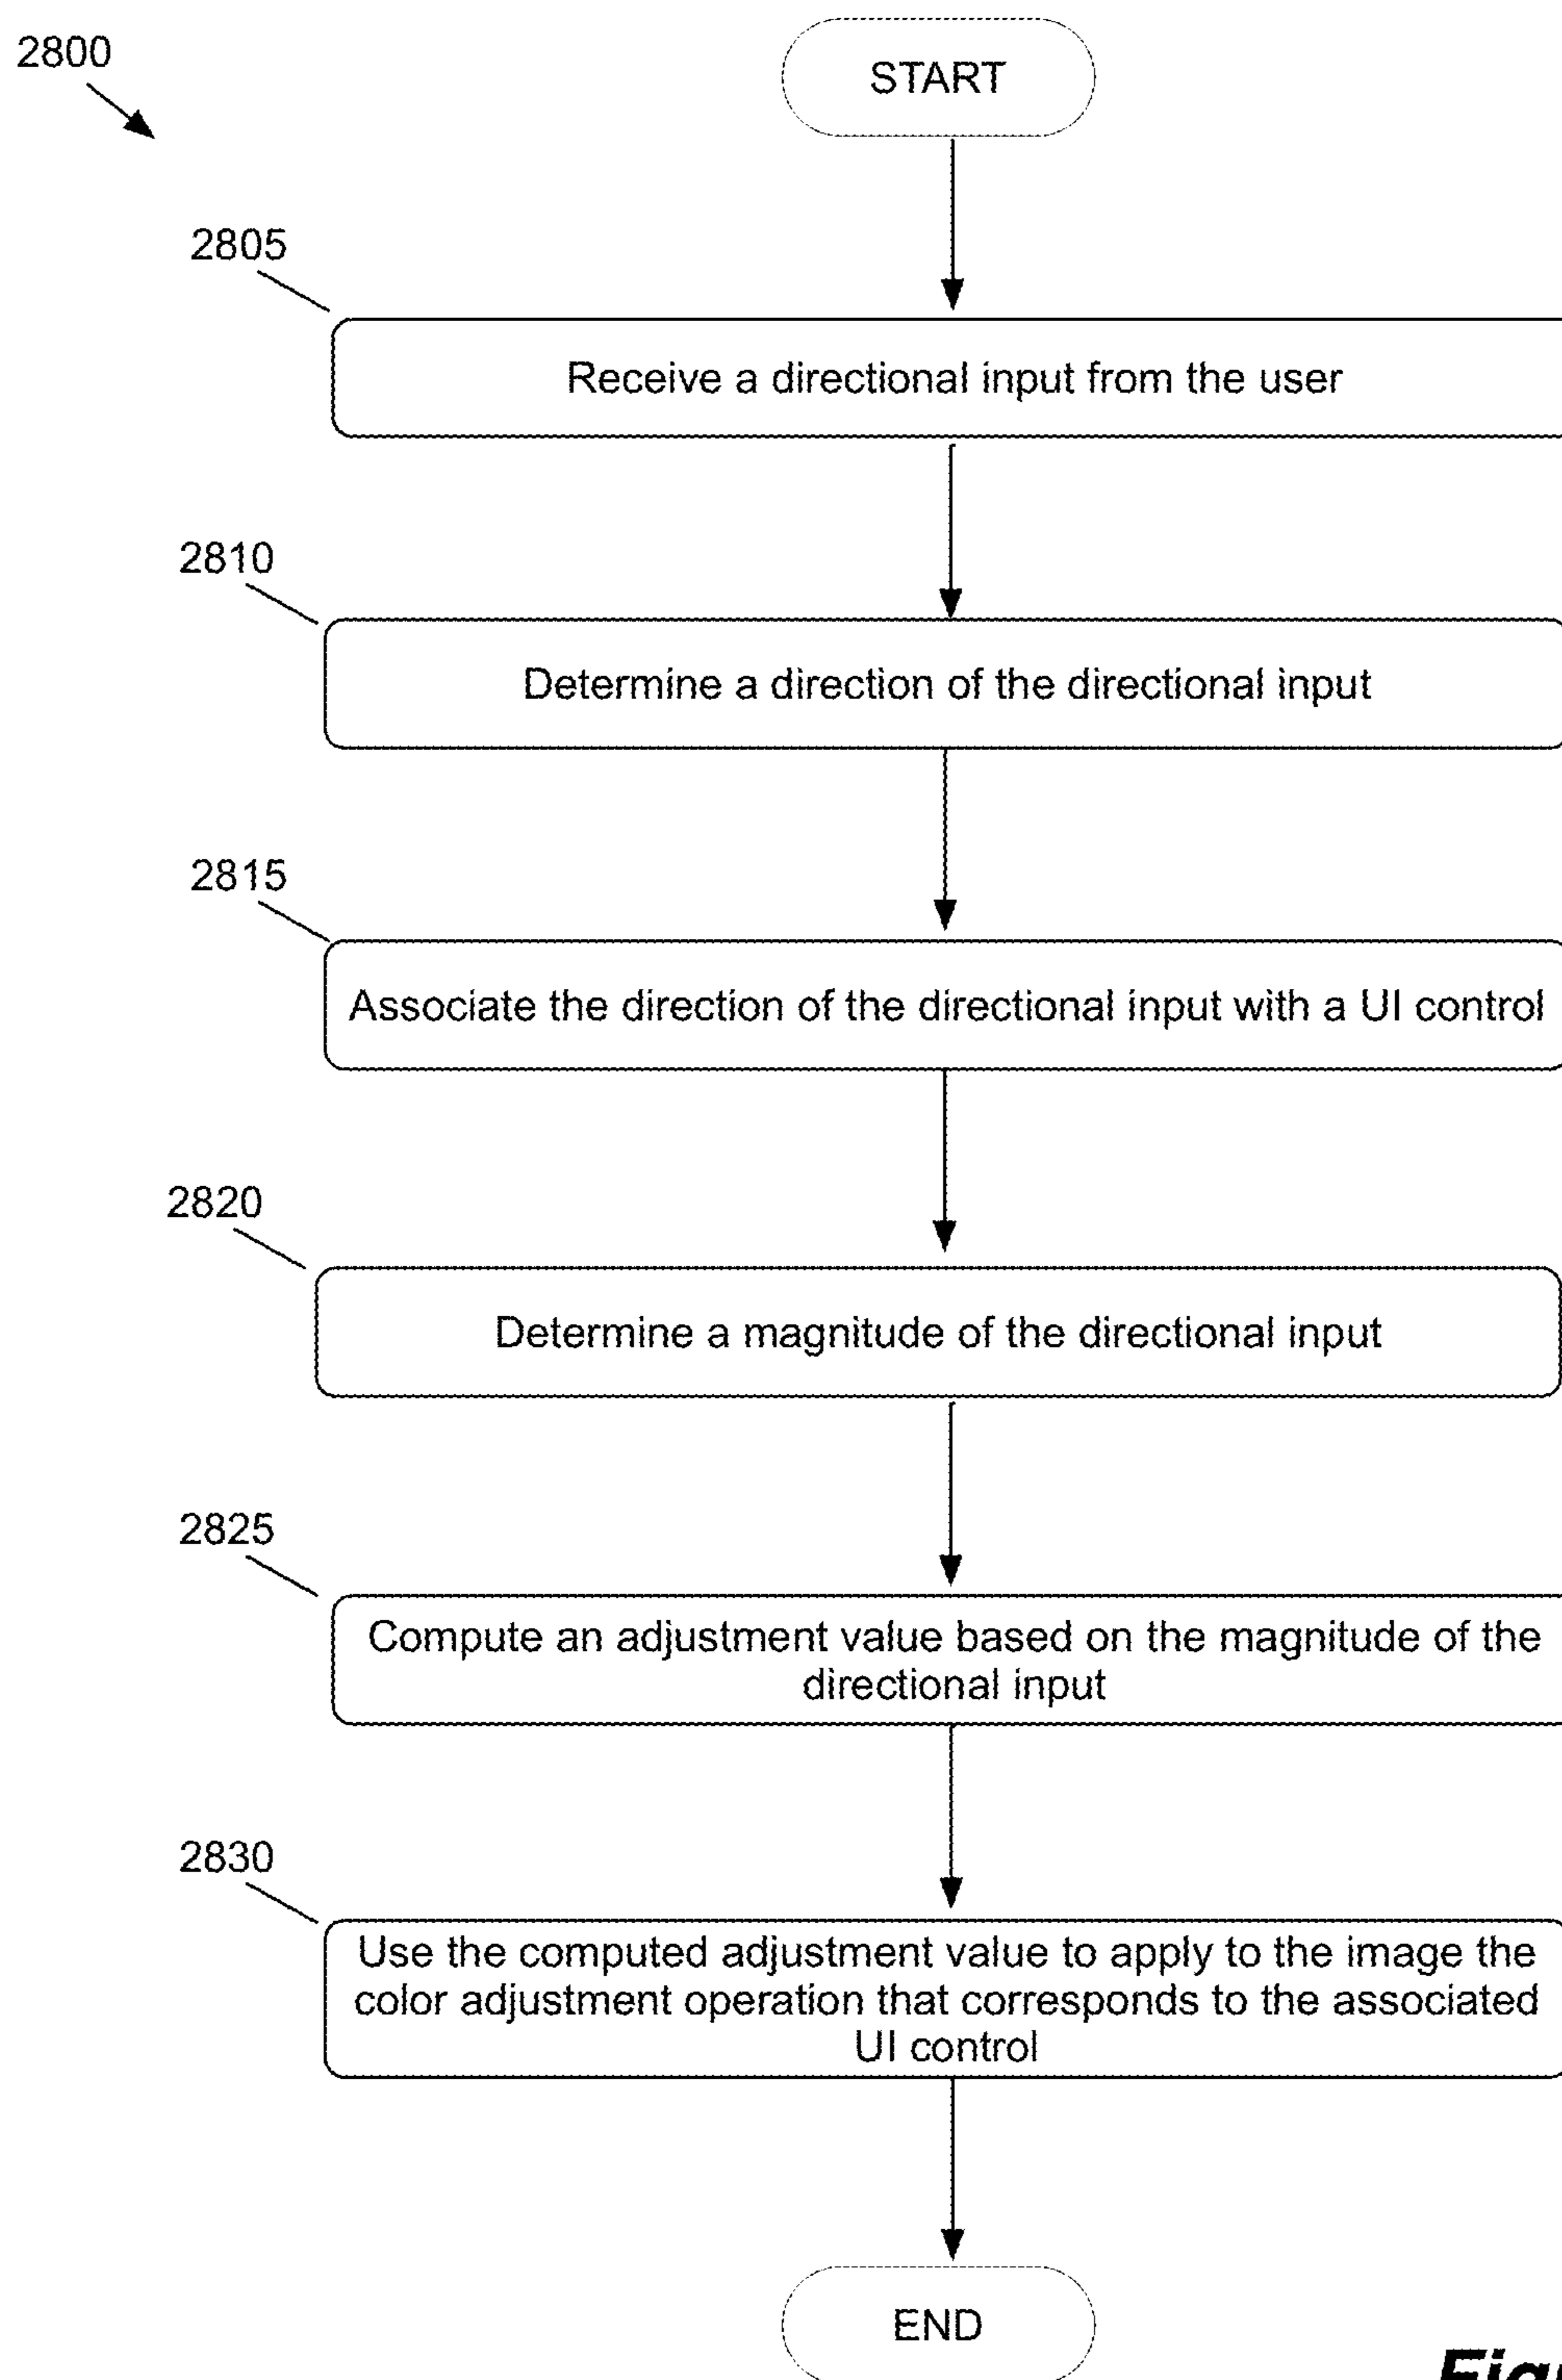 2800
START
2805
Receive a directional input from the user
2810
Determine a direction of the directional input
2815
Associate the direction of the directional input with a UI control
2820
Determine a magnitude of the directional input
2825
Compute an adjustment value based on the magnitude of the
directional input
2830
Use the computed adjustment value to apply to the image the
color adjustment operation that corresponds to the associated
UI control
END